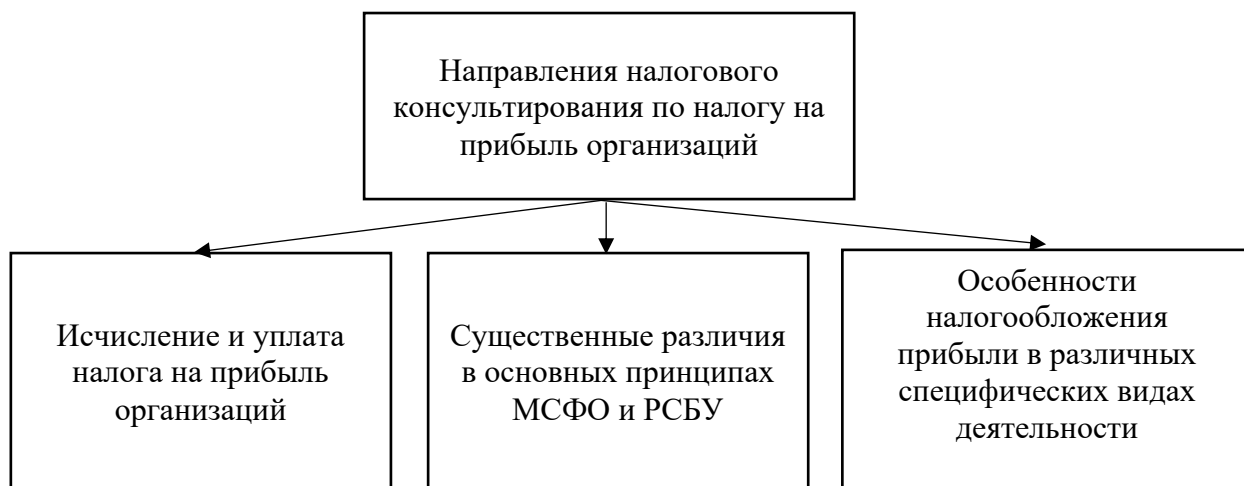 Направления налогового
консультирования по налогу на
прибыль организаций
Исчисление и уплата
налога на прибыль
организаций
Существенные различия
в основных принципах
МСФО и РСБУ
Особенности
налогообложения
прибыли в различных
специфических видах
деятельности